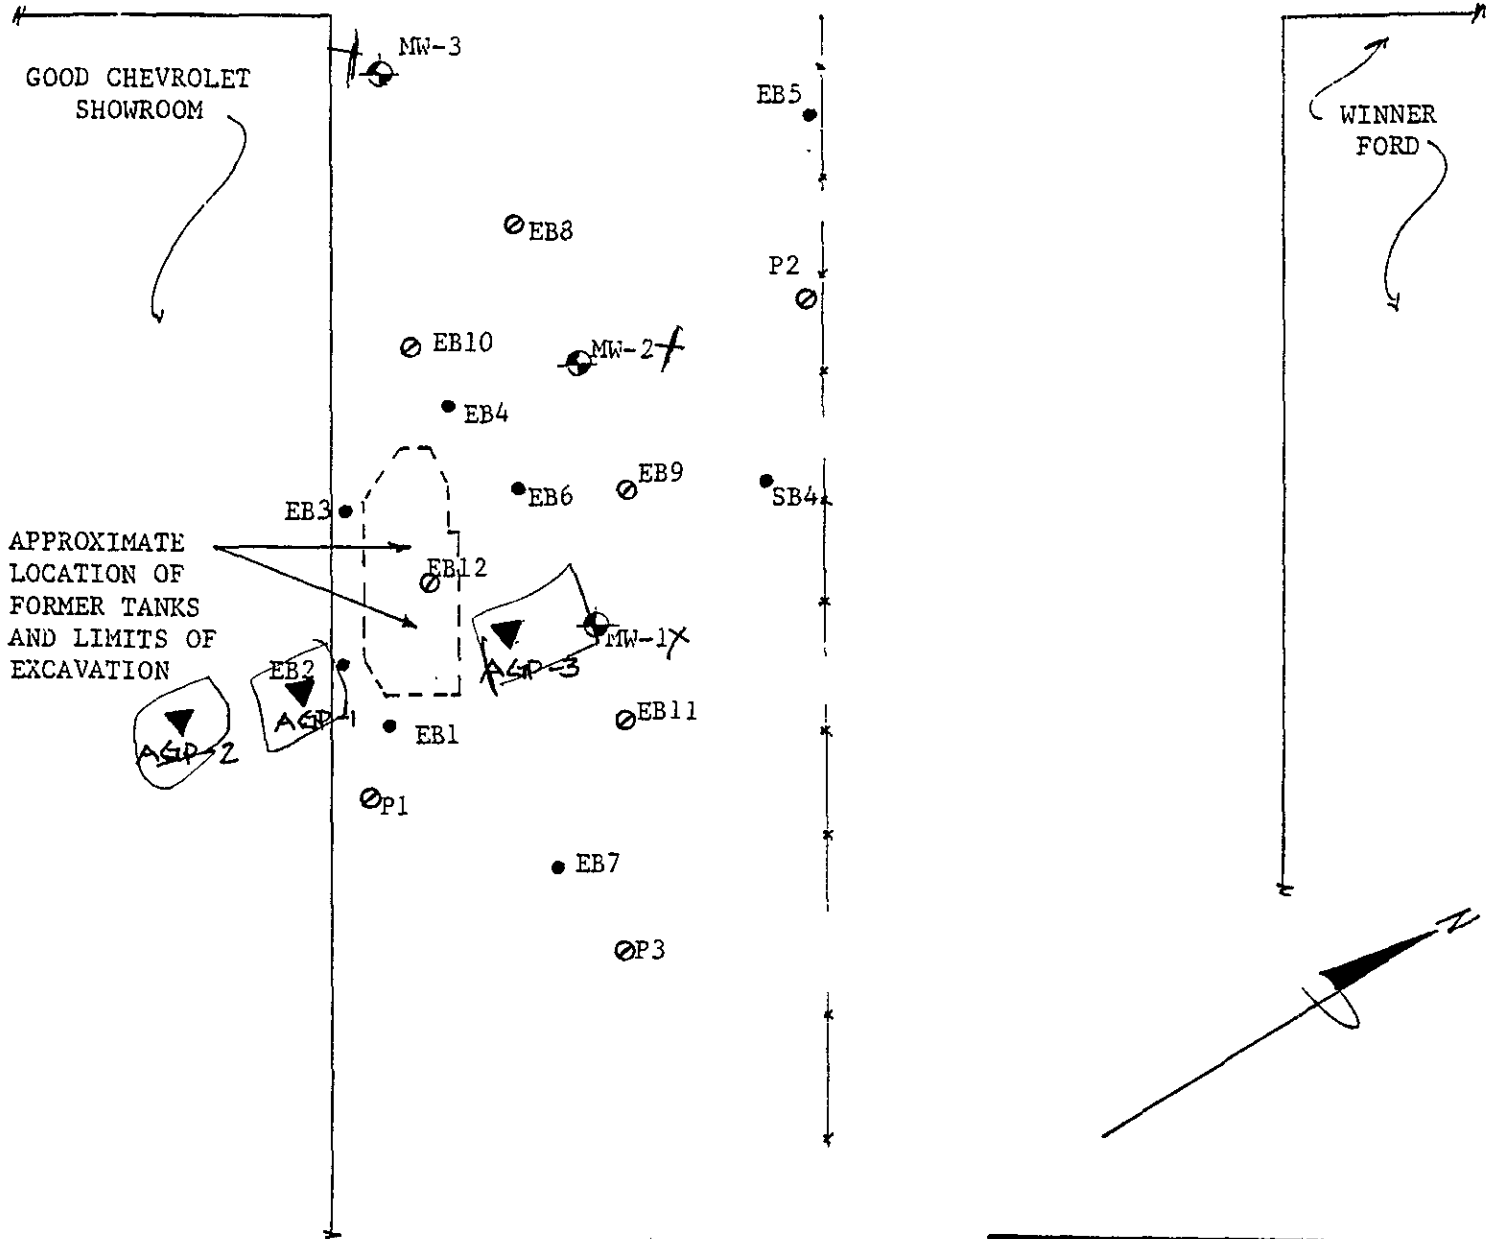 MW-3
GOOD CHEVROLET
SHOWROOM
EB5
WINNER
FORD
EB8
P2
EB10
MW-2
EB4
EB9
EB6
SB4
EB3
APPROXIMATE
LOCATION OF
FORMER TANKS
AND LIMITS OF
EXCAVATION
EB12
MW-1
AGP-3
EB2
AGP-1
AGP-2
EB11
EB1
P1
EB7
P3
N